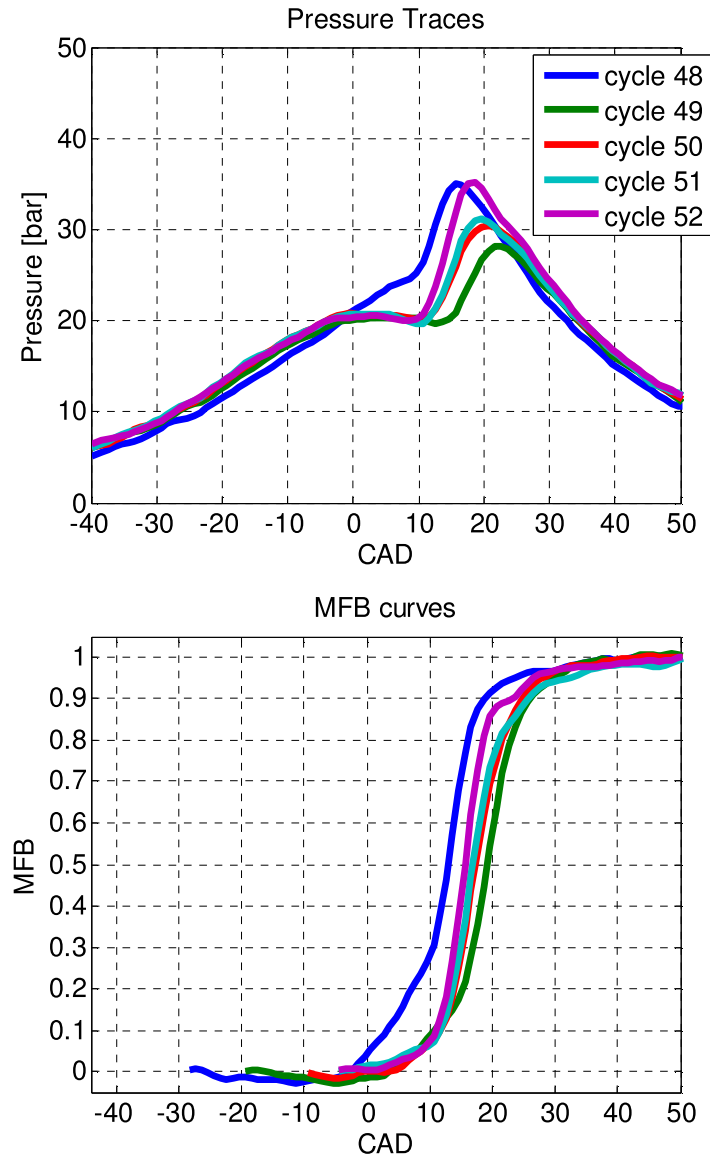 Pressure Traces
50
40
30
20
10
0
Pressure [bar]
cycle 48
cycle 49
cycle 50
cycle 51
cycle 52
-40 -30 -20 -10 0 10 20 30 40 50
CAD
MFB curves
1
0.9
0.8
0.7
0.6
0.5
0.4
0.3
0.2
0.1
0
MFB
-40 -30 -20 -10 0 10 20 30 40 50
CAD